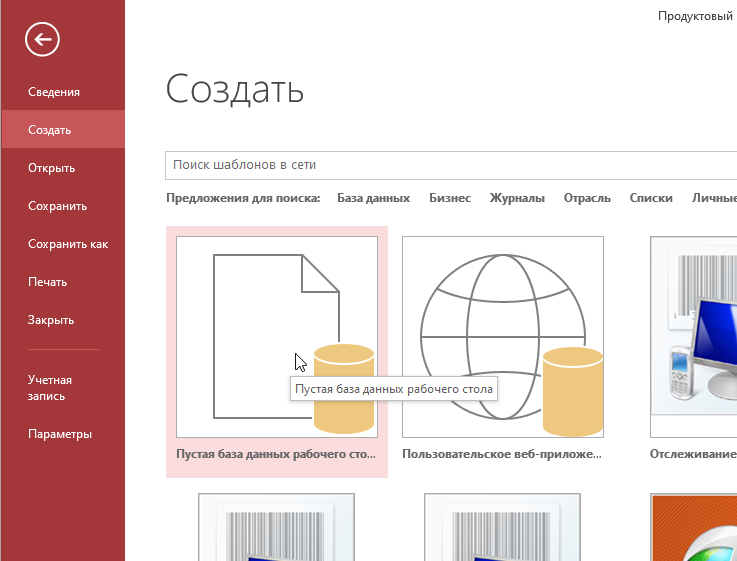 Продуктовый
Сведения
Создать
Открыть
Сохранить
Сохранить как
Печать
Закрыть
Учетная
запись
Параметры
Создать
Поиск шаблонов в сети
Предложения для поиска: База данных Бизнес Журналы Отрасль Списки Личные
Пустая база данных рабочего стола
Пустая база данных рабочего сто... Пользовательское веб-приложе... Отслеживание